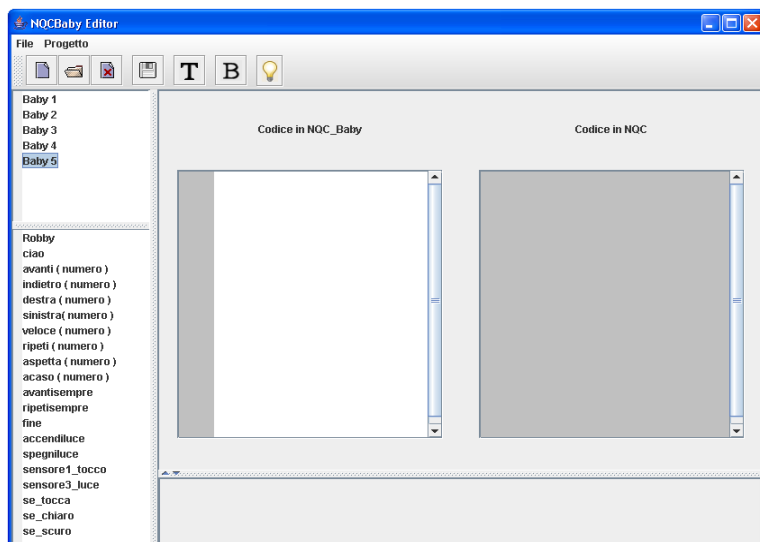 NQCBaby Editor
File Progetto
T B
Baby 1
Baby 2
Baby 3
Baby 4
Baby 5
Codice in NQC_Baby
Codice in NQC
Robby
ciao
avanti ( numero )
indietro ( numero )
destra ( numero )
sinistra( numero )
veloce ( numero )
ripeti ( numero )
aspetta ( numero )
acaso ( numero )
avantisempre
ripetisempre
fine
accendiluce
spegniluce
sensore1_tocco
sensore3_luce
se_tocca
se_chiaro
se_scuro